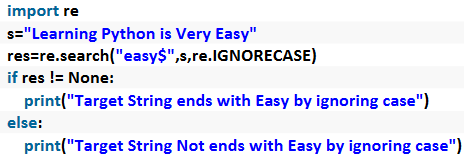 import re
s="Learning Python is Very Easy"
res=re.search("easy$",s,re.IGNORECASE)
if res != None:
    print("Target String ends with Easy by ignoring case")
else:
    print("Target String Not ends with Easy by ignoring case")